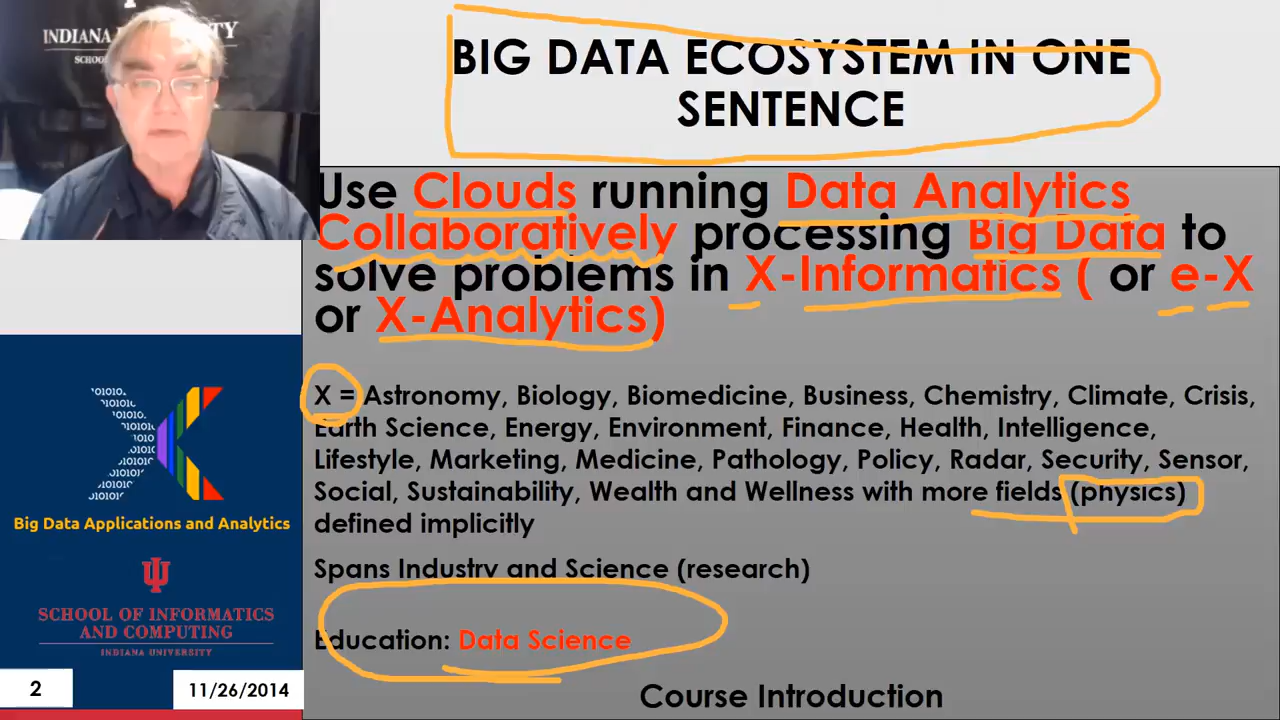 INDIANA
UNIVERSITY
BIG DATA ECOSYSTEM IN ONE
SENTENCE
Use Clouds running Data Analytics
Collaboratively processing Big Data to
solve problems in X-Informatics ( or e-X
or X-Analytics)
X = Astronomy, Biology, Biomedicine, Business, Chemistry, Climate, Crisis,
Earth Science, Energy, Environment, Finance, Health, Intelligence,
Lifestyle, Marketing, Medicine, Pathology, Policy, Radar, Security, Sensor,
Social, Sustainability, Wealth and Wellness with more fields (physics)
defined implicitly
Spans Industry and Science (research)
Education: Data Science
Course Introduction
Big Data Applications and Analytics
SCHOOL OF INFORMATICS
AND COMPUTING
INDIANA UNIVERSITY
2
11/26/2014